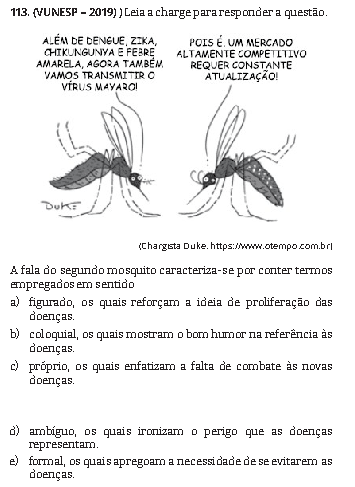 113. (VUNESP – 2019) ) Leia a charge para responder a questão.
ALÉM DE DENGUE, ZIKA,
CHIKUNGUNYA E FEBRE
AMARELA, AGORA TAMBÉM
VAMOS TRANSMITIR O
VÍRUS MAYARO!
POIS É. UM MERCADO
ALTAMENTE COMPETITIVO
REQUER CONSTANTE
ATUALIZAÇÃO!
DUKE
(Chargista Duke. https://www.otempo.com.br)
A fala do segundo mosquito caracteriza-se por conter termos
empregados em sentido
a) figurado, os quais reforçam a ideia de proliferação das
doenças.
b) coloquial, os quais mostram o bom humor na referência às
doenças.
c) próprio, os quais enfatizam a falta de combate às novas
doenças.
d) ambíguo, os quais ironizam o perigo que as doenças
representam.
e) formal, os quais apregoam a necessidade de se evitarem as
doenças.